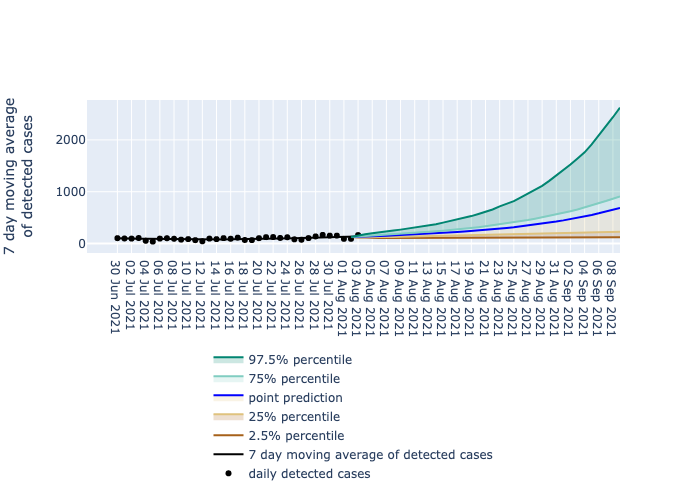 7 day moving average
of detected cases
2000
1000
0
30 Jun 2021
02 Jul 2021
04 Jul 2021
06 Jul 2021
08 Jul 2021
10 Jul 2021
12 Jul 2021
14 Jul 2021
16 Jul 2021
18 Jul 2021
20 Jul 2021
22 Jul 2021
24 Jul 2021
26 Jul 2021
28 Jul 2021
30 Jul 2021
01 Aug 2021
03 Aug 2021
05 Aug 2021
07 Aug 2021
09 Aug 2021
11 Aug 2021
13 Aug 2021
15 Aug 2021
17 Aug 2021
19 Aug 2021
21 Aug 2021
23 Aug 2021
25 Aug 2021
27 Aug 2021
29 Aug 2021
31 Aug 2021
02 Sep 2021
04 Sep 2021
06 Sep 2021
08 Sep 2021
97.5% percentile
75% percentile
point prediction
25% percentile
2.5% percentile
7 day moving average of detected cases
daily detected cases